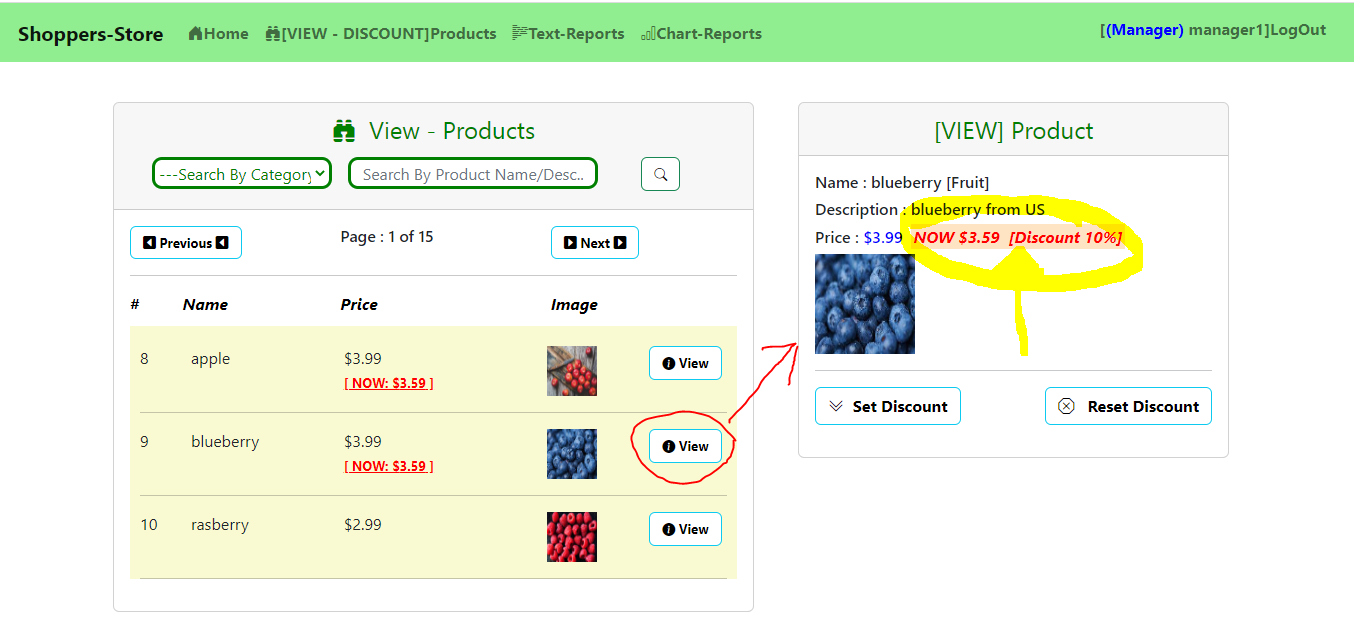 Shoppers-Store Home [VIEW - DISCOUNT]Products Text-Reports Chart-Reports [(Manager) manager1]LogOut
View - Products
---Search By Category Search By Product Name/Desc..
Previous Page : 1 of 15 Next
# Name Price Image
8 apple $3.99 View
[ NOW: $3.59 ]
9 blueberry $3.99 View
[ NOW: $3.59 ]
10 rasberry $2.99 View
[VIEW] Product
Name : blueberry [Fruit]
Description : blueberry from US
Price : $3.99 NOW $3.59 [Discount 10%]
Set Discount Reset Discount